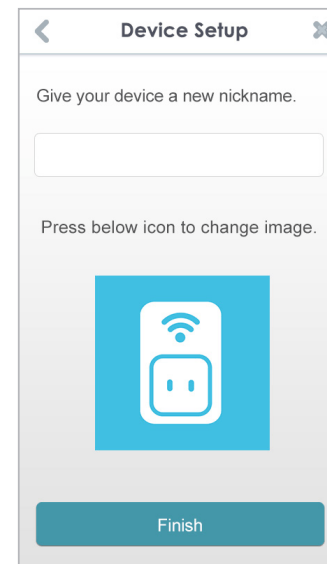 Device Setup
Give your device a new nickname.
Press below icon to change image.
Finish